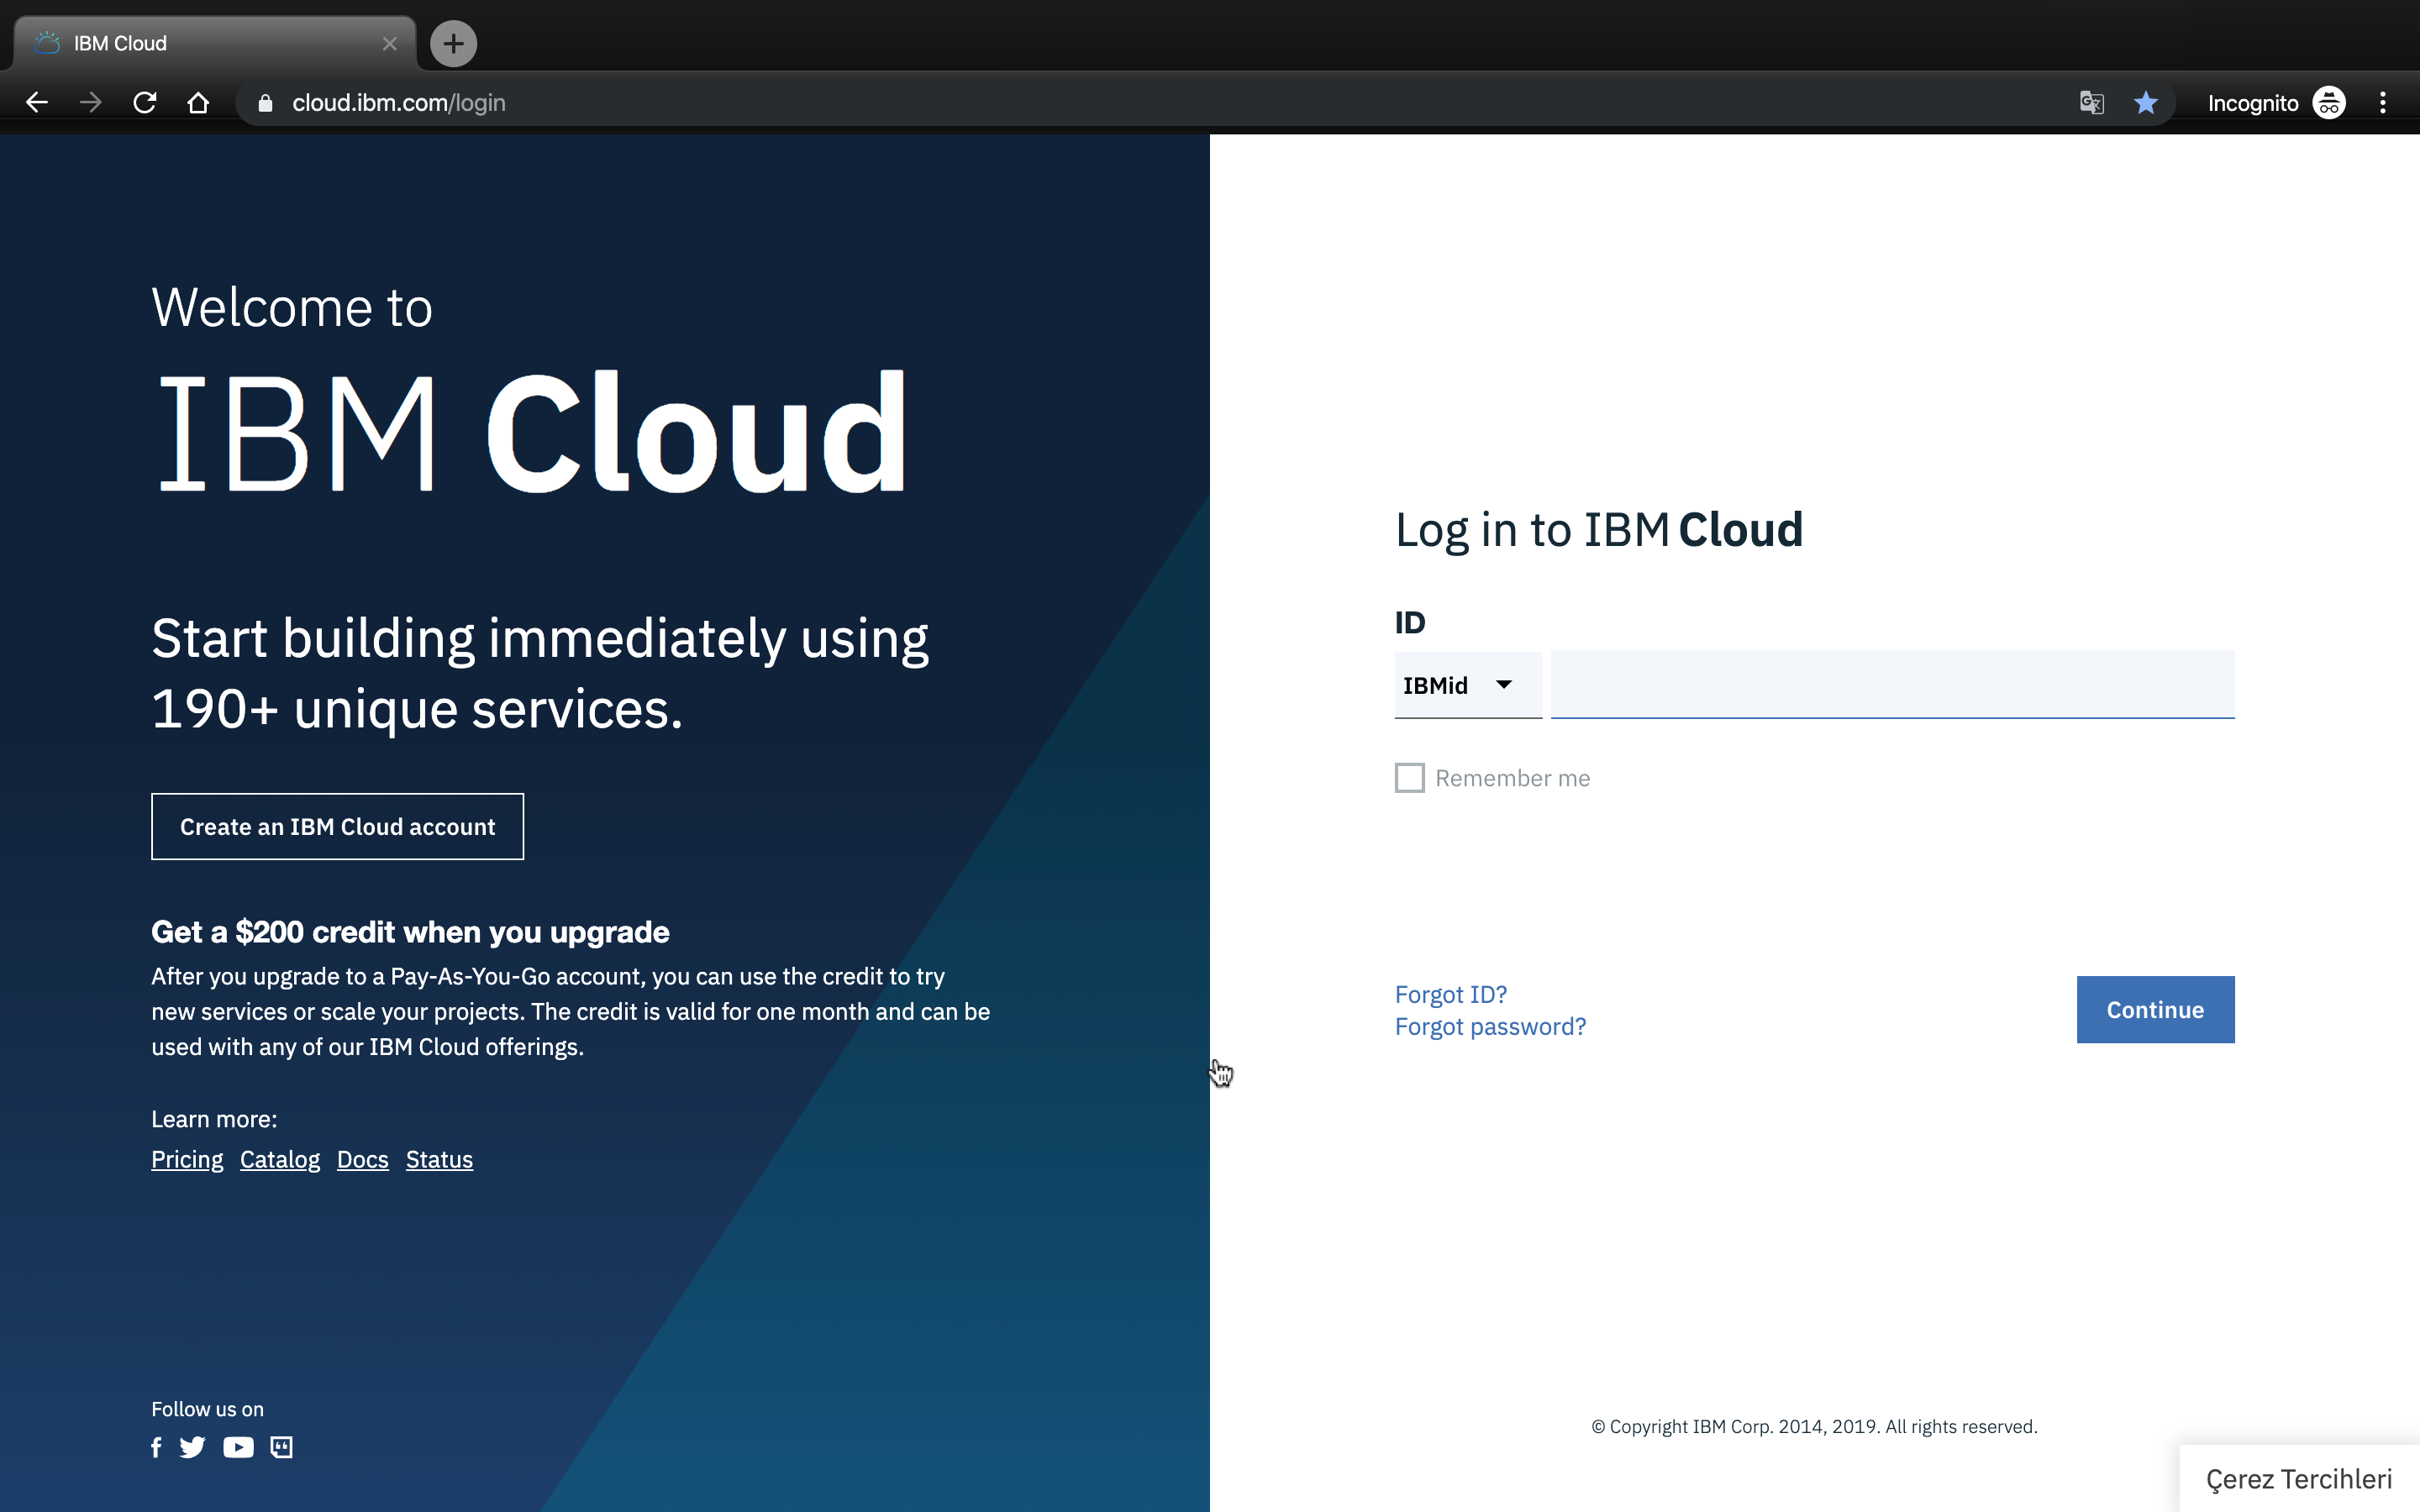 IBM Cloud
cloud.ibm.com/login
Incognito
Welcome to
IBM Cloud
Start building immediately using
190+ unique services.
Create an IBM Cloud account
Get a $200 credit when you upgrade
After you upgrade to a Pay-As-You-Go account, you can use the credit to try
new services or scale your projects. The credit is valid for one month and can be
used with any of our IBM Cloud offerings.
Learn more:
Pricing Catalog Docs Status
Follow us on
Log in to IBM Cloud
ID
IBMid
Remember me
Forgot ID?
Forgot password?
Continue
© Copyright IBM Corp. 2014, 2019. All rights reserved.
Çerez Tercihleri